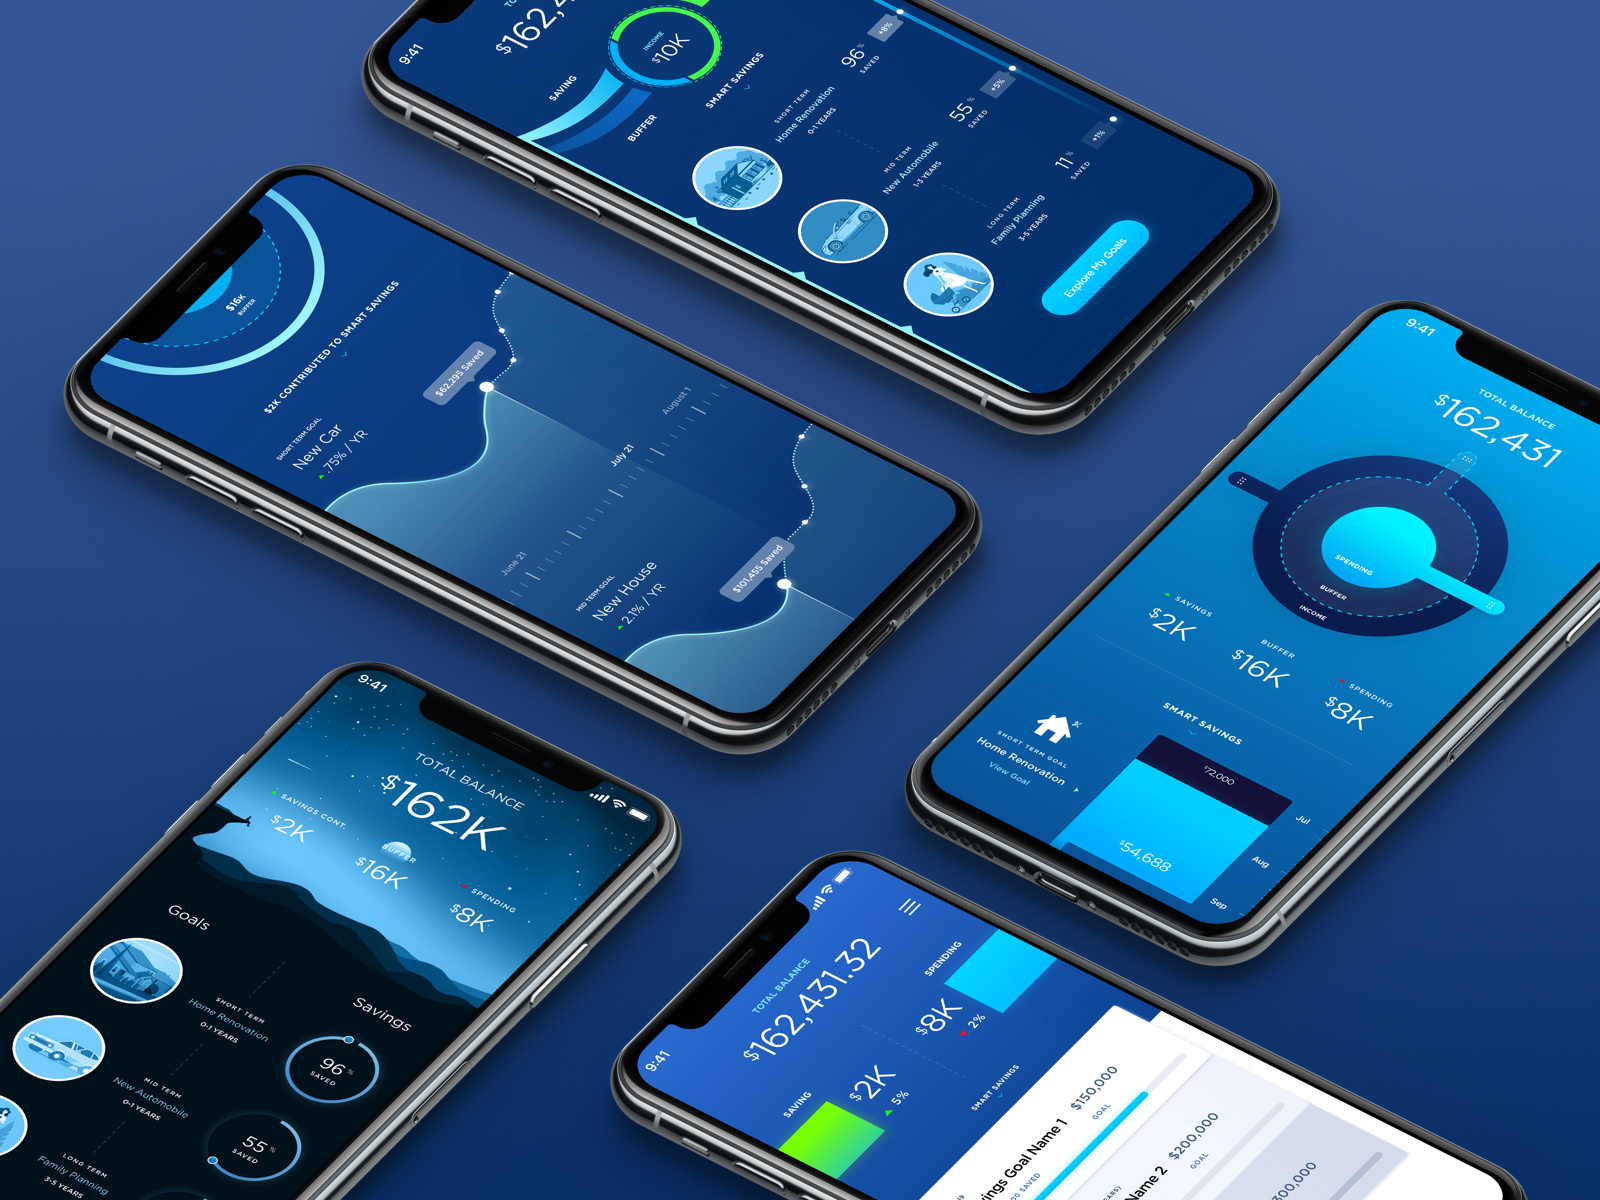 9:41
$162,4
INCOME
$10K
SAVING
BUFFER
SMART SAVINGS
SHORT TERM
Home Renovation
0-1 YEARS
96 %
SAVED
+8%
MID TERM
New Automobile
1-3 YEARS
55 %
SAVED
+5%
LONG TERM
Family Planning
3-5 YEARS
11 %
SAVED
+1%
Explore My Goals
$16K
BUFFER
$2K CONTRIBUTED TO SMART SAVINGS
SHORT TERM GOAL
New Car
.75% / YR
$62,295 Saved
June 21
July 21
August 1
MID TERM GOAL
New House
2.1% / YR
$101,455 Saved
9:41
TOTAL BALANCE
$162,431
SPENDING
BUFFER
INCOME
SAVINGS
$2K
BUFFER
$16K
SPENDING
$8K
SMART SAVINGS
SHORT TERM GOAL
Home Renovation
View Goal
$72,000
$54,688
Jul
Aug
Sep
9:41
TOTAL BALANCE
$162K
SAVINGS CONT.
$2K
BUFFER
$16K
SPENDING
$8K
Goals
Savings
SHORT TERM
Home Renovation
0-1 YEARS
96 %
SAVED
MID TERM
New Automobile
0-1 YEARS
55 %
SAVED
LONG TERM
Family Planning
3-5 YEARS
9:41
TOTAL BALANCE
$162,431.32
SAVING
$2K
5%
SPENDING
$8K
2%
SMART SAVINGS
ings Goal Name 1
$150,000
GOAL
00 SAVED
Name 2
$200,000
GOAL
300,000